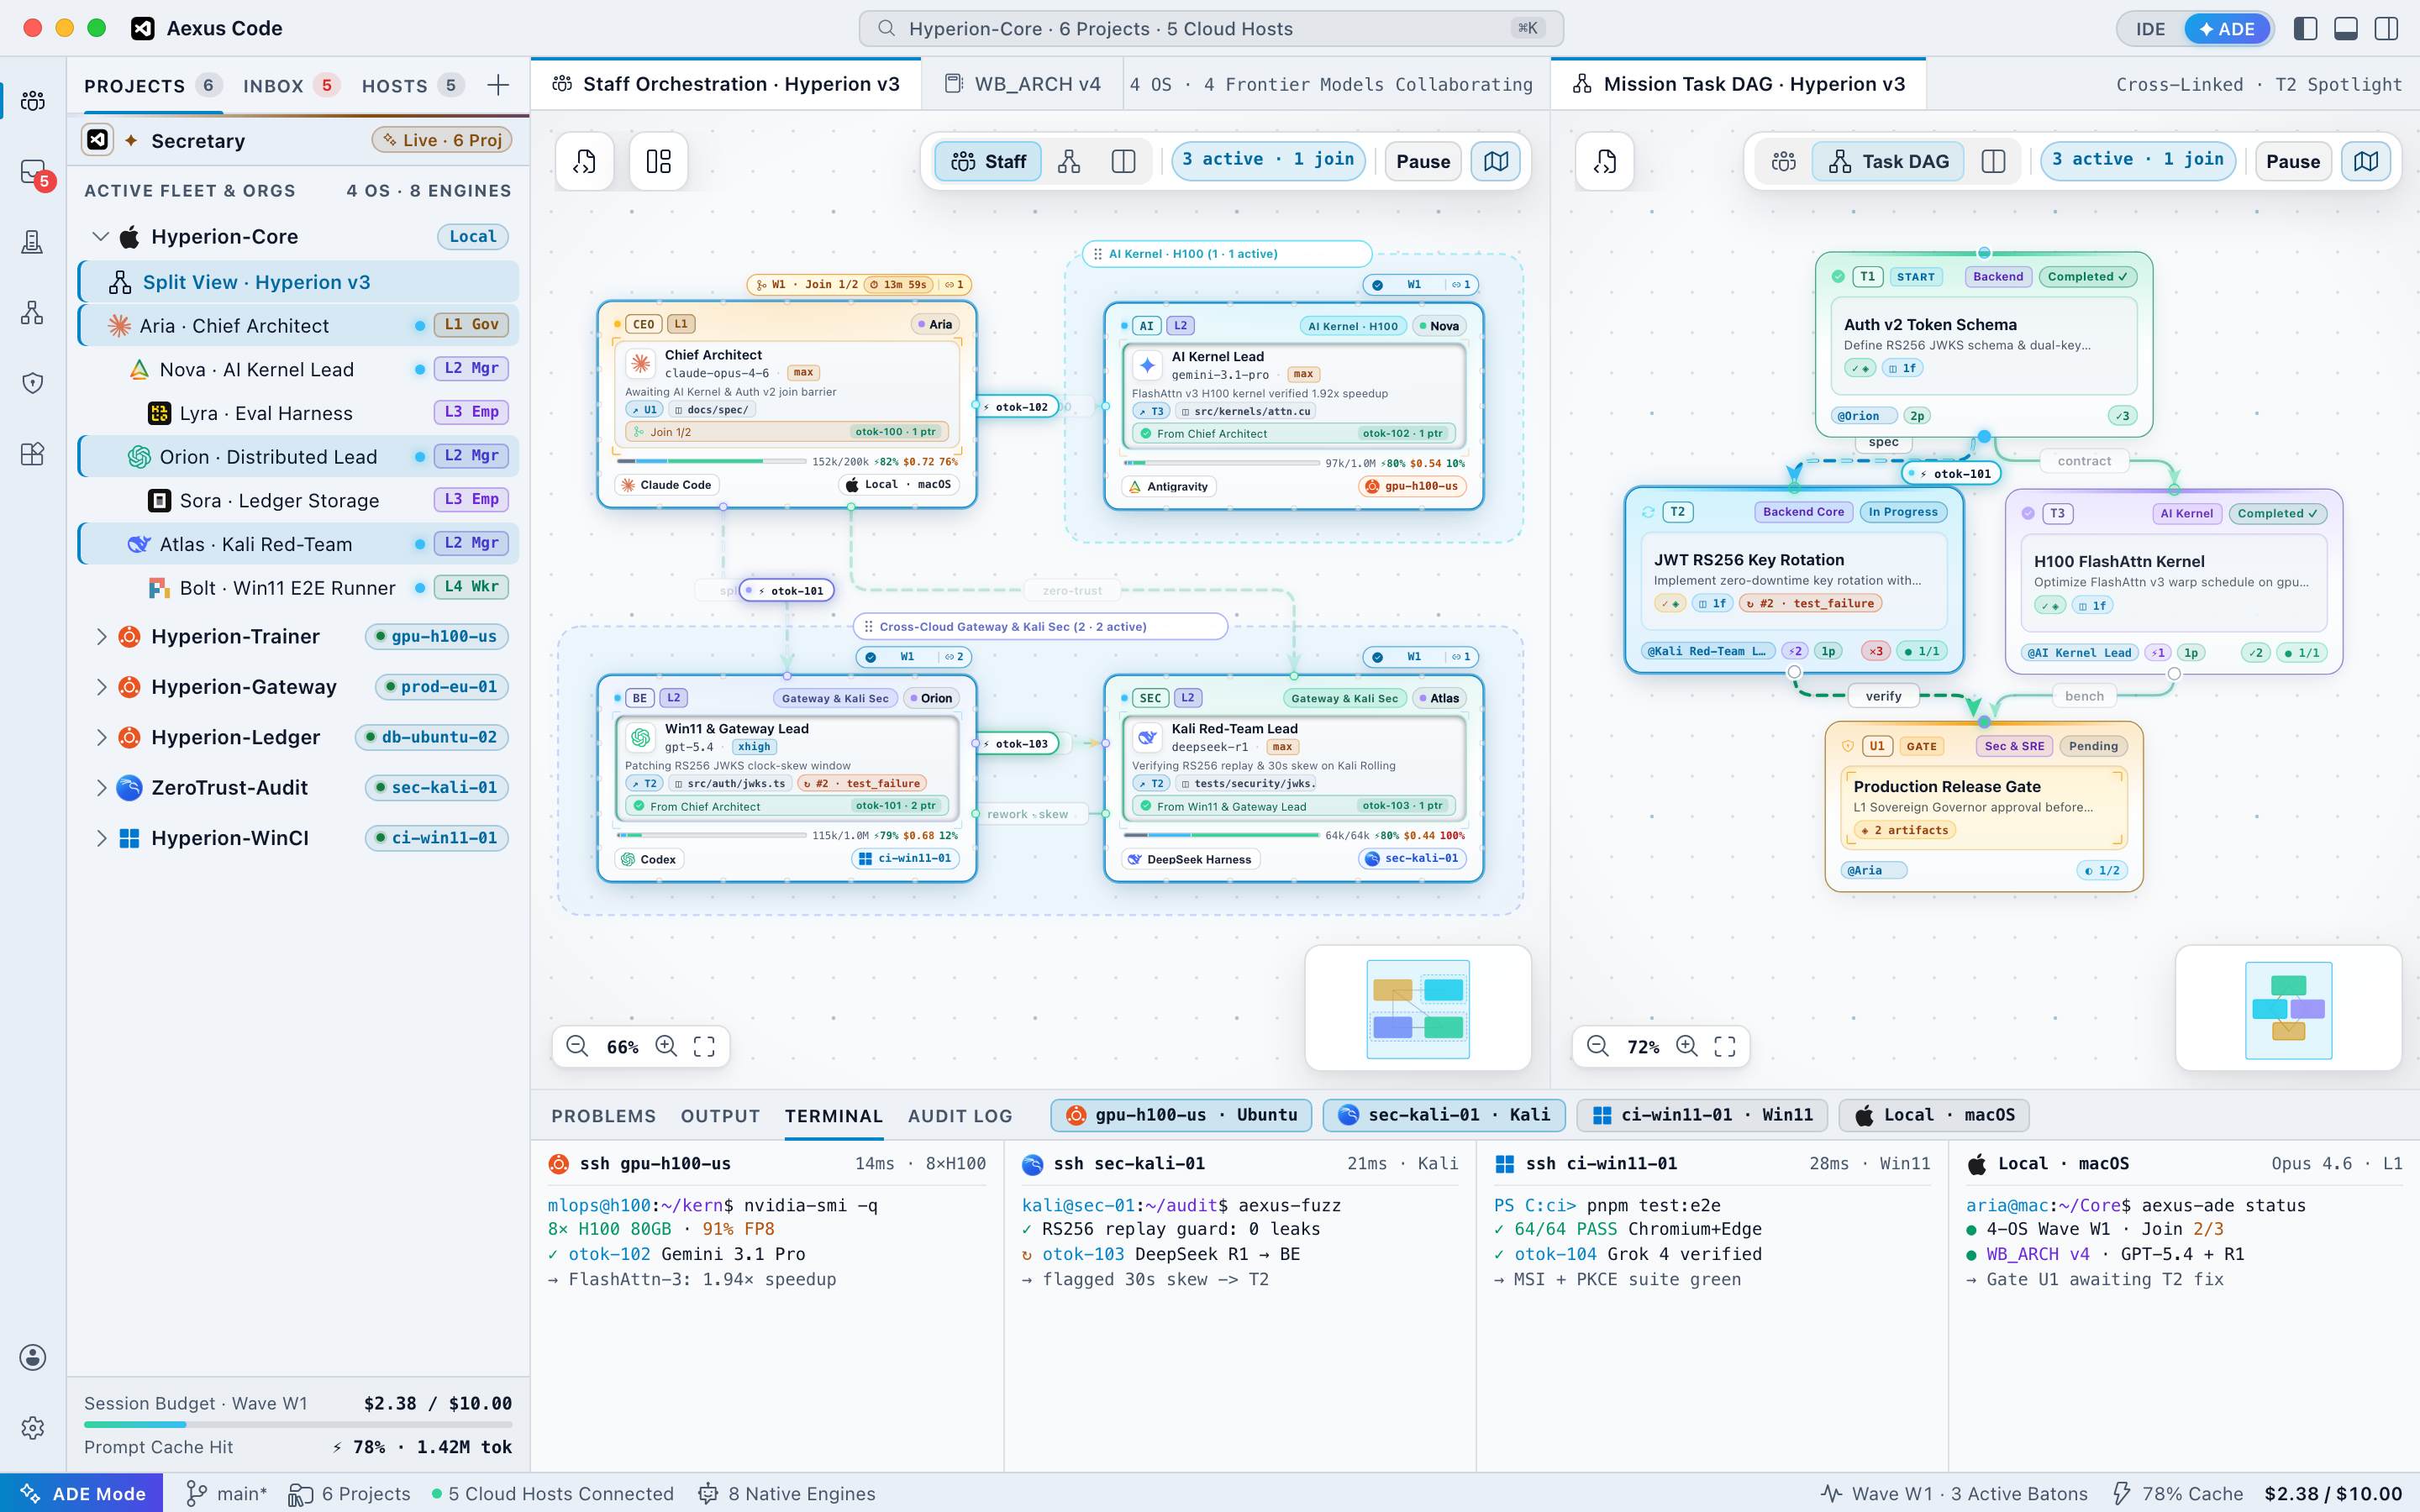 Aexus Code
Hyperion-Core · 6 Projects · 5 Cloud Hosts
⌘K
IDE
ADE
PROJECTS 6
INBOX 5
HOSTS 5
5
Secretary
Live · 6 Proj
ACTIVE FLEET & ORGS
4 OS · 8 ENGINES
Hyperion-Core
Local
Split View · Hyperion v3
Aria · Chief Architect
L1 Gov
Nova · AI Kernel Lead
L2 Mgr
Lyra · Eval Harness
L3 Emp
Orion · Distributed Lead
L2 Mgr
Sora · Ledger Storage
L3 Emp
Atlas · Kali Red-Team
L2 Mgr
Bolt · Win11 E2E Runner
L4 Wkr
Hyperion-Trainer
gpu-h100-us
Hyperion-Gateway
prod-eu-01
Hyperion-Ledger
db-ubuntu-02
ZeroTrust-Audit
sec-kali-01
Hyperion-WinCI
ci-win11-01
Session Budget · Wave W1
$2.38 / $10.00
Prompt Cache Hit
⚡ 78% · 1.42M tok
Staff Orchestration · Hyperion v3
WB_ARCH v4
4 OS · 4 Frontier Models Collaborating
Staff
3 active · 1 join
Pause
W1 · Join 1/2
13m 59s
1
CEO
L1
Aria
Chief Architect
claude-opus-4-6 · max
Awaiting AI Kernel & Auth v2 join barrier
↗ U1
docs/spec/
Join 1/2
otok-100 · 1 ptr
152k/200k ⚡82% $0.72 76%
Claude Code
Local · macOS
⚡ otok-102
AI Kernel · H100 (1 · 1 active)
W1
1
AI
L2
AI Kernel · H100
Nova
AI Kernel Lead
gemini-3.1-pro · max
FlashAttn v3 H100 kernel verified 1.92x speedup
↗ T3
src/kernels/attn.cu
From Chief Architect
otok-102 · 1 ptr
97k/1.0M ⚡80% $0.54 10%
Antigravity
gpu-h100-us
⚡ otok-101
zero-trust
Cross-Cloud Gateway & Kali Sec (2 · 2 active)
W1
2
BE
L2
Gateway & Kali Sec
Orion
Win11 & Gateway Lead
gpt-5.4 · xhigh
Patching RS256 JWKS clock-skew window
↗ T2
src/auth/jwks.ts
↻ #2 · test_failure
From Chief Architect
otok-101 · 2 ptr
115k/1.0M ⚡79% $0.68 12%
Codex
ci-win11-01
⚡ otok-103
rework
skew
W1
1
SEC
L2
Gateway & Kali Sec
Atlas
Kali Red-Team Lead
deepseek-r1 · max
Verifying RS256 replay & 30s skew on Kali Rolling
↗ T2
tests/security/jwks.
From Win11 & Gateway Lead
otok-103 · 1 ptr
64k/64k ⚡80% $0.44 100%
DeepSeek Harness
sec-kali-01
66%
Mission Task DAG · Hyperion v3
Cross-Linked · T2 Spotlight
Task DAG
3 active · 1 join
Pause
T1
START
Backend
Completed ✓
Auth v2 Token Schema
Define RS256 JWKS schema & dual-key...
1f
@Orion
2p
✓3
spec
⚡ otok-101
contract
T2
Backend Core
In Progress
JWT RS256 Key Rotation
Implement zero-downtime key rotation with...
1f
↻ #2 · test_failure
@Kali Red-Team L…
⚡2
1p
×3
1/1
T3
AI Kernel
Completed ✓
H100 FlashAttn Kernel
Optimize FlashAttn v3 warp schedule on gpu...
1f
@AI Kernel Lead
⚡1
1p
✓2
1/1
verify
bench
U1
GATE
Sec & SRE
Pending
Production Release Gate
L1 Sovereign Governor approval before...
2 artifacts
@Aria
1/2
72%
PROBLEMS
OUTPUT
TERMINAL
AUDIT LOG
gpu-h100-us · Ubuntu
sec-kali-01 · Kali
ci-win11-01 · Win11
Local · macOS
ssh gpu-h100-us
14ms · 8×H100
mlops@h100:~/kern$ nvidia-smi -q
8× H100 80GB · 91% FP8
✓ otok-102 Gemini 3.1 Pro
→ FlashAttn-3: 1.94× speedup
ssh sec-kali-01
21ms · Kali
kali@sec-01:~/audit$ aexus-fuzz
✓ RS256 replay guard: 0 leaks
↻ otok-103 DeepSeek R1 → BE
→ flagged 30s skew -> T2
ssh ci-win11-01
28ms · Win11
PS C:ci> pnpm test:e2e
✓ 64/64 PASS Chromium+Edge
✓ otok-104 Grok 4 verified
→ MSI + PKCE suite green
Local · macOS
Opus 4.6 · L1
aria@mac:~/Core$ aexus-ade status
● 4-OS Wave W1 · Join 2/3
● WB_ARCH v4 · GPT-5.4 + R1
→ Gate U1 awaiting T2 fix
ADE Mode
main*
6 Projects
5 Cloud Hosts Connected
8 Native Engines
Wave W1 · 3 Active Batons
78% Cache
$2.38 / $10.00